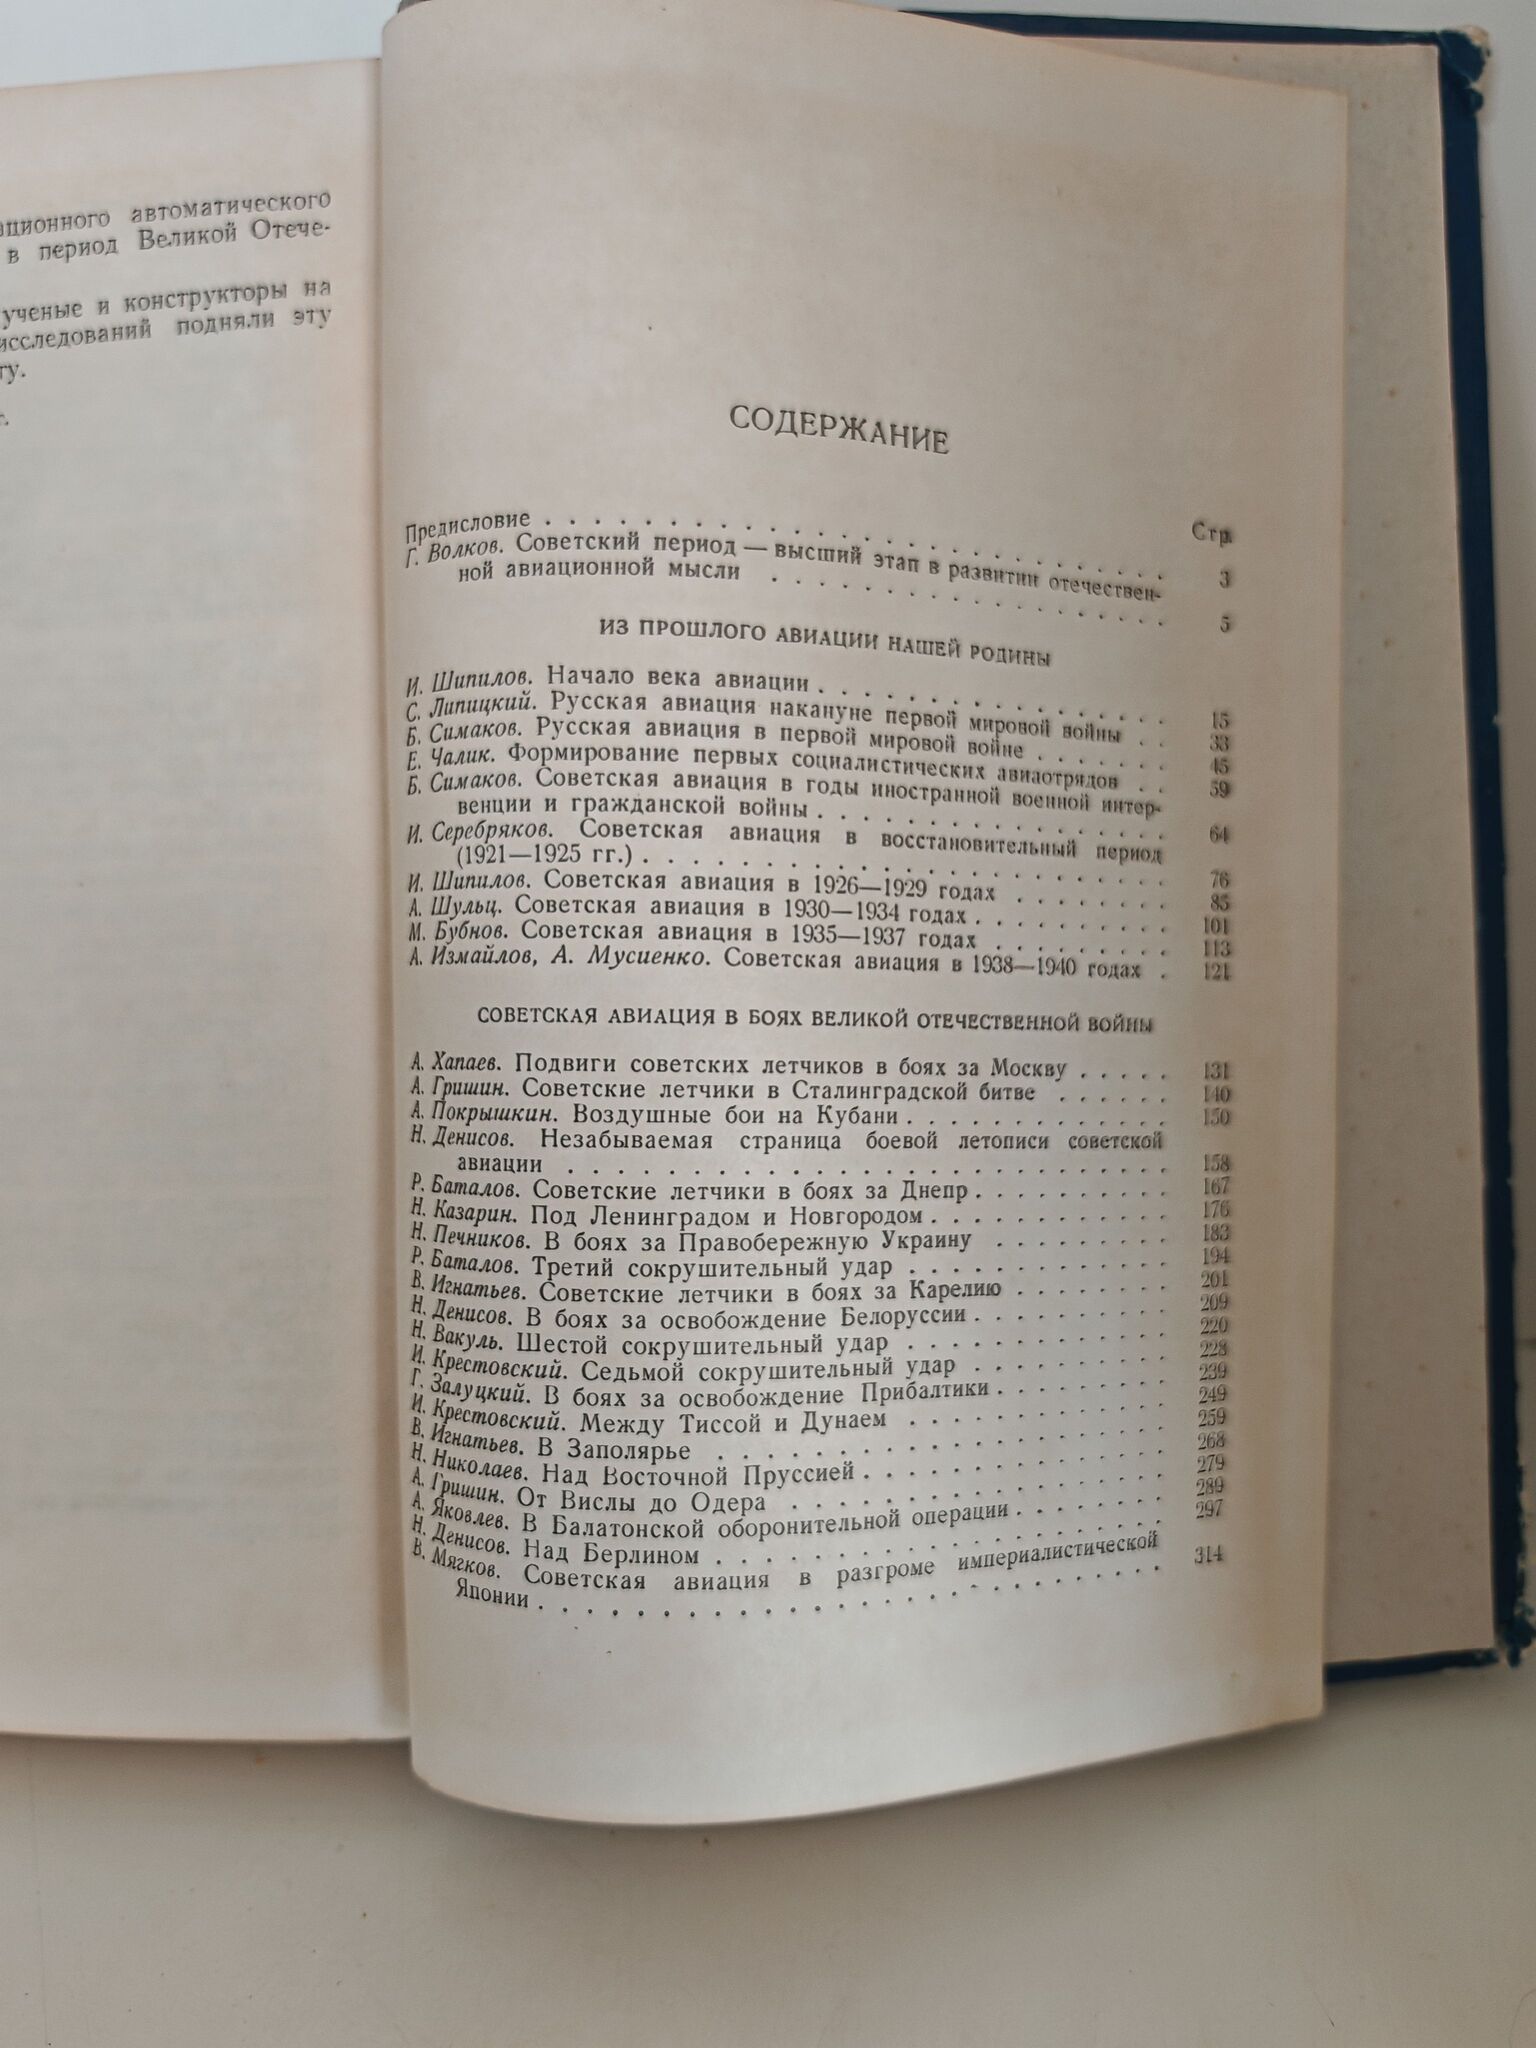 ационного автоматического
в период Великой Отече-
ученые и конструкторы на
исследований подняли эту
ту.
г.
СОДЕРЖАНИЕ
Стр.
Предисловие . . . . . . . . . . . . . . . . . . . . 3
Г. Волков. Советский период — высший этап в развитии отечествен-
ной авиационной мысли . . . . . . . . . . . . . . . . 5
ИЗ ПРОШЛОГО АВИАЦИИ НАШЕЙ РОДИНЫ
И. Шипилов. Начало века авиации . . . . . . . . . . . . . . 15
С. Липицкий. Русская авиация накануне первой мировой войны . . 33
Б. Симаков. Русская авиация в первой мировой войне . . . . . . 45
Е. Чалик. Формирование первых социалистических авиаотрядов . . 59
Б. Симаков. Советская авиация в годы иностранной военной интер-
венции и гражданской войны . . . . . . . . . . . . . . 64
И. Серебряков. Советская авиация в восстановительный период
(1921—1925 гг.) . . . . . . . . . . . . . . . . . . . . 76
И. Шипилов. Советская авиация в 1926—1929 годах . . . . . . . 85
А. Шульц. Советская авиация в 1930—1934 годах . . . . . . . . 101
М. Бубнов. Советская авиация в 1935—1937 годах . . . . . . . 113
А. Измайлов, А. Мусиенко. Советская авиация в 1938—1940 годах . 121
СОВЕТСКАЯ АВИАЦИЯ В БОЯХ ВЕЛИКОЙ ОТЕЧЕСТВЕННОЙ ВОЙНЫ
А. Хапаев. Подвиги советских летчиков в боях за Москву . . . . . 131
А. Гришин. Советские летчики в Сталинградской битве . . . . . . 140
А. Покрышкин. Воздушные бои на Кубани . . . . . . . . . . . 150
Н. Денисов. Незабываемая страница боевой летописи советской
авиации . . . . . . . . . . . . . . . . . . . . . . . . 158
Р. Баталов. Советские летчики в боях за Днепр . . . . . . . . 167
Н. Казарин. Под Ленинградом и Новгородом . . . . . . . . . . 176
Н. Печников. В боях за Правобережную Украину . . . . . . . . 183
Р. Баталов. Третий сокрушительный удар . . . . . . . . . . . 194
В. Игнатьев. Советские летчики в боях за Карелию . . . . . . . 201
Н. Денисов. В боях за освобождение Белоруссии . . . . . . . . 209
Н. Вакуль. Шестой сокрушительный удар . . . . . . . . . . . 220
И. Крестовский. Седьмой сокрушительный удар . . . . . . . . 228
Г. Залуцкий. В боях за освобождение Прибалтики . . . . . . . 239
И. Крестовский. Между Тиссой и Дунаем . . . . . . . . . . . 249
В. Игнатьев. В Заполярье . . . . . . . . . . . . . . . . . . 259
Н. Николаев. Над Восточной Пруссией . . . . . . . . . . . . 268
А. Гришин. От Вислы до Одера . . . . . . . . . . . . . . . 279
А. Яковлев. В Балатонской оборонительной операции . . . . . . 289
Н. Денисов. Над Берлином . . . . . . . . . . . . . . . . . . 297
В. Мягков. Советская авиация в разгроме империалистической
Японии . . . . . . . . . . . . . . . . . . . . . . . . 314